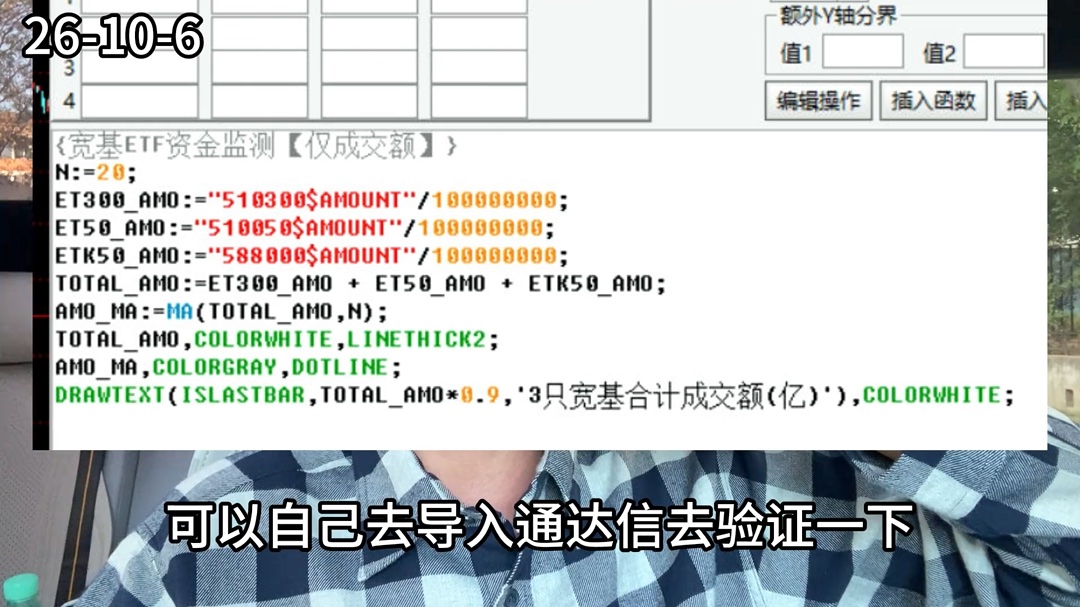 26-10-6
额外Y轴分界
值1 值2
3
4
编辑操作 插入函数 插入
{宽基ETF资金监测【仅成交额】}
N:=20;
ET300_AMO:="510300$AMOUNT"/100000000;
ET50_AMO:="510050$AMOUNT"/100000000;
ETK50_AMO:="588000$AMOUNT"/100000000;
TOTAL_AMO:=ET300_AMO + ET50_AMO + ETK50_AMO;
AMO_MA:=MA(TOTAL_AMO,N);
TOTAL_AMO,COLORWHITE,LINETHICK2;
AMO_MA,COLORGRAY,DOTLINE;
DRAWTEXT(ISLASTBAR,TOTAL_AMO*0.9,'3只宽基合计成交额(亿)'),COLORWHITE;
可以自己去导入通达信去验证一下